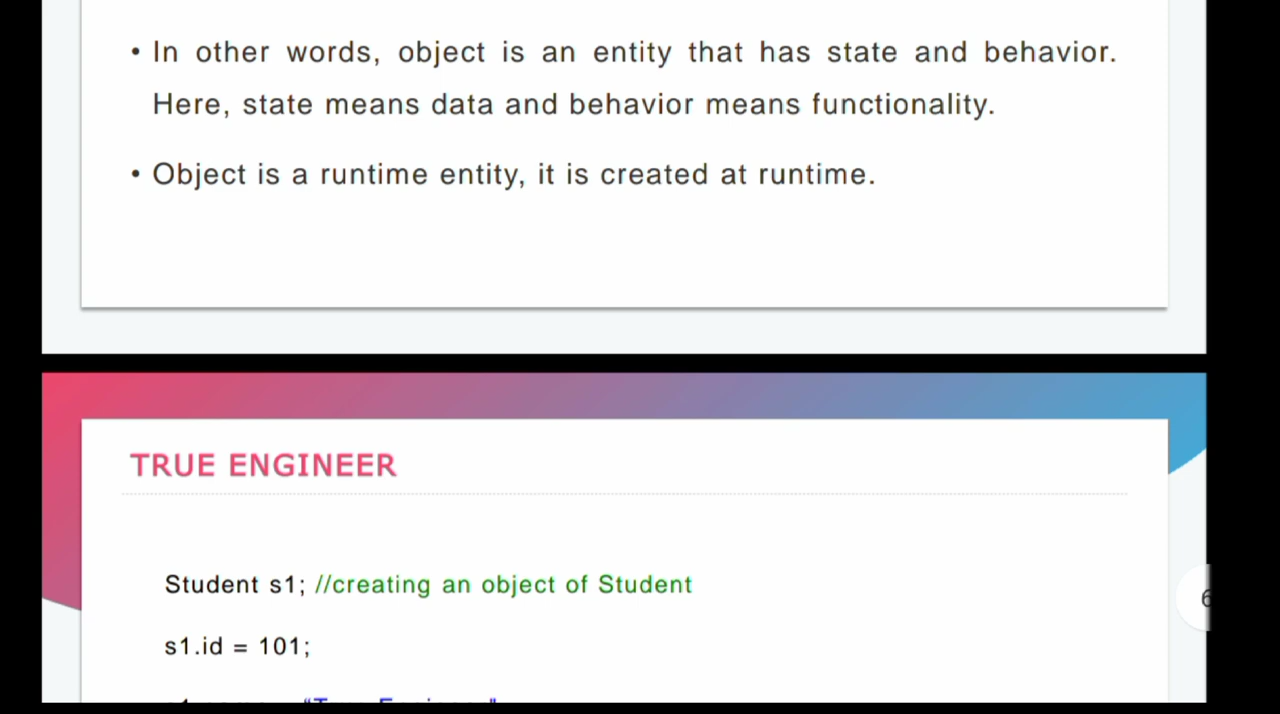 • In other words, object is an entity that has state and behavior.
Here, state means data and behavior means functionality.
• Object is a runtime entity, it is created at runtime.
TRUE ENGINEER
Student s1; //creating an object of Student
s1.id = 101;